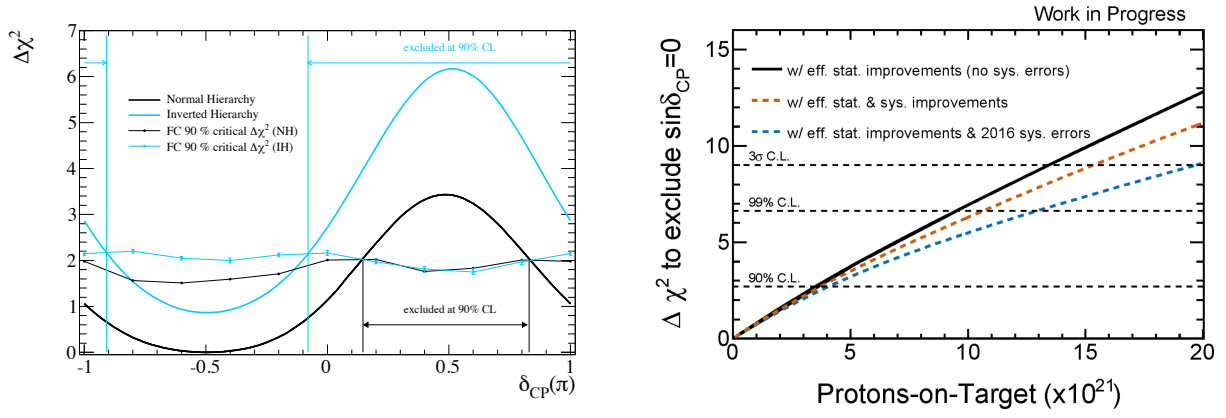 Δχ²
7
6
5
4
3
2
1
0
-1
-0.5
0
0.5
1
δCP(π)
excluded at 90% CL
Normal Hierarchy
Inverted Hierarchy
FC 90 % critical Δχ² (NH)
FC 90 % critical Δχ² (IH)
excluded at 90% CL
Work in Progress
Δ χ² to exclude sinδCP=0
15
10
5
0
w/ eff. stat. improvements (no sys. errors)
w/ eff. stat. & sys. improvements
w/ eff. stat. improvements & 2016 sys. errors
3σ C.L.
99% C.L.
90% C.L.
0
5
10
15
20
Protons-on-Target (x10²¹)